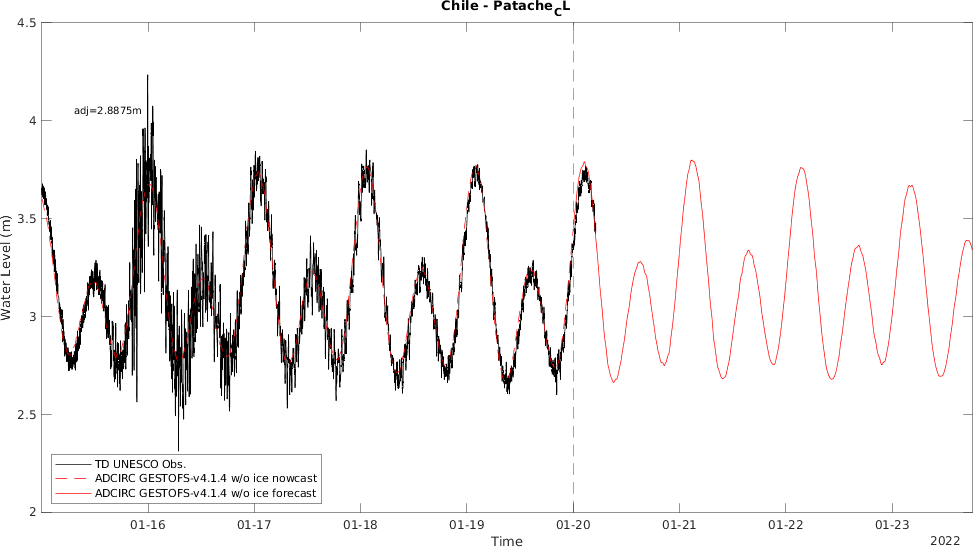 Chile - Patache_CL
4.5
4
3.5
3
2.5
2
Water Level (m)
adj=2.8875m
TD UNESCO Obs.
ADCIRC GESTOFS-v4.1.4 w/o ice nowcast
ADCIRC GESTOFS-v4.1.4 w/o ice forecast
01-16 01-17 01-18 01-19 01-20 01-21 01-22 01-23
Time
2022